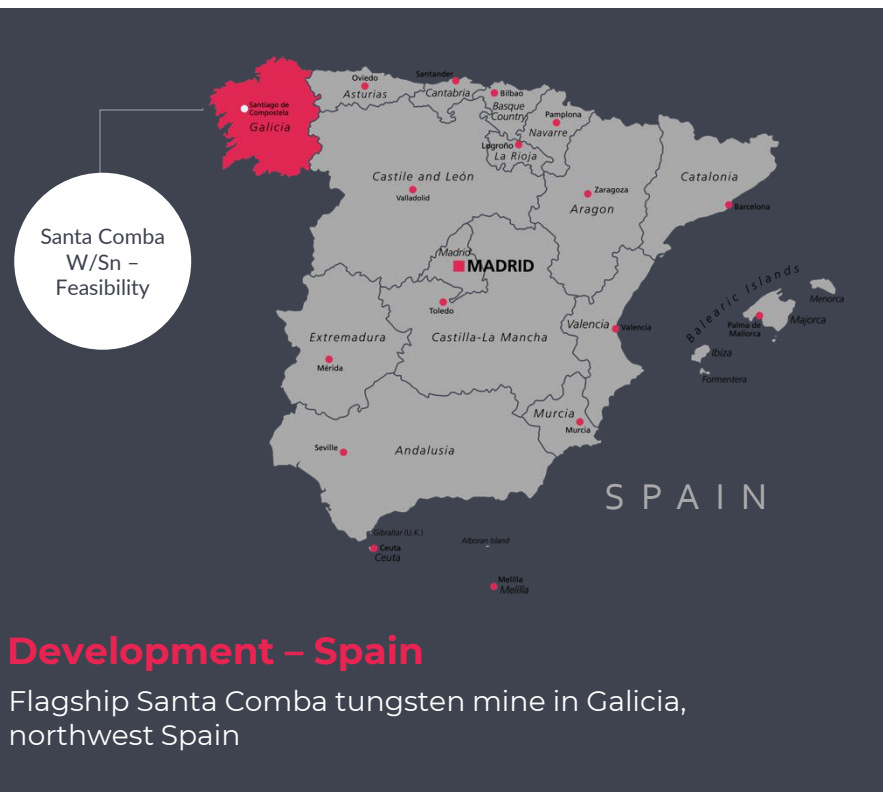 Oviedo
Asturias
Santander
Cantabria
Bilbao
Basque
Country
Pamplona
Navarre
Logroño
La Rioja
Santiago de
Compostela
Galicia
Castile and León
Valladolid
Zaragoza
Aragon
Catalonia
Barcelona
Santa Comba
W/Sn –
Feasibility
Madrid
MADRID
Toledo
Balearic Islands
Menorca
Majorca
Palma de
Mallorca
Ibiza
Formentera
Extremadura
Mérida
Castilla-La Mancha
Valencia
Valencia
Murcia
Murcia
Seville
Andalusia
SPAIN
Gibraltar (U.K.)
Ceuta
Ceuta
Alboran Island
Melilla
Melilla
Development – Spain
Flagship Santa Comba tungsten mine in Galicia,
northwest Spain